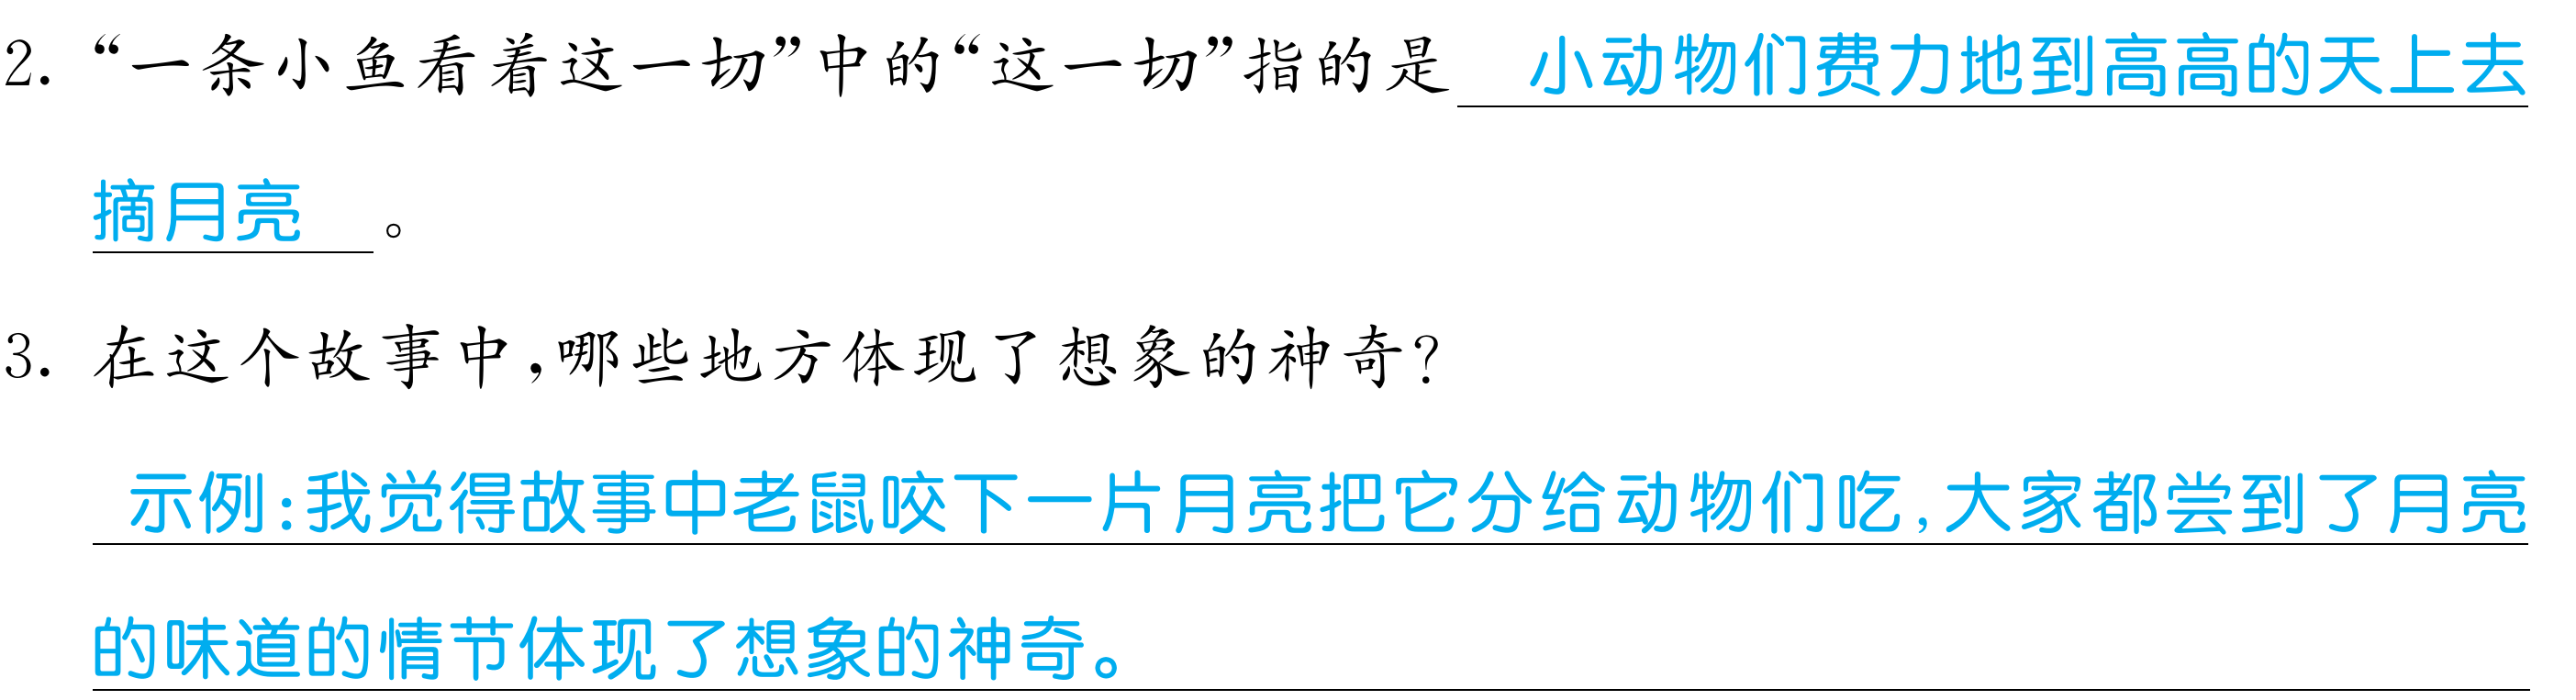 2. “一条小鱼看着这一切”中的“这一切”指的是 小动物们费力地到高高的天上去
摘月亮 。
3. 在这个故事中,哪些地方体现了想象的神奇?
示例:我觉得故事中老鼠咬下一片月亮把它分给动物们吃,大家都尝到了月亮
的味道的情节体现了想象的神奇。